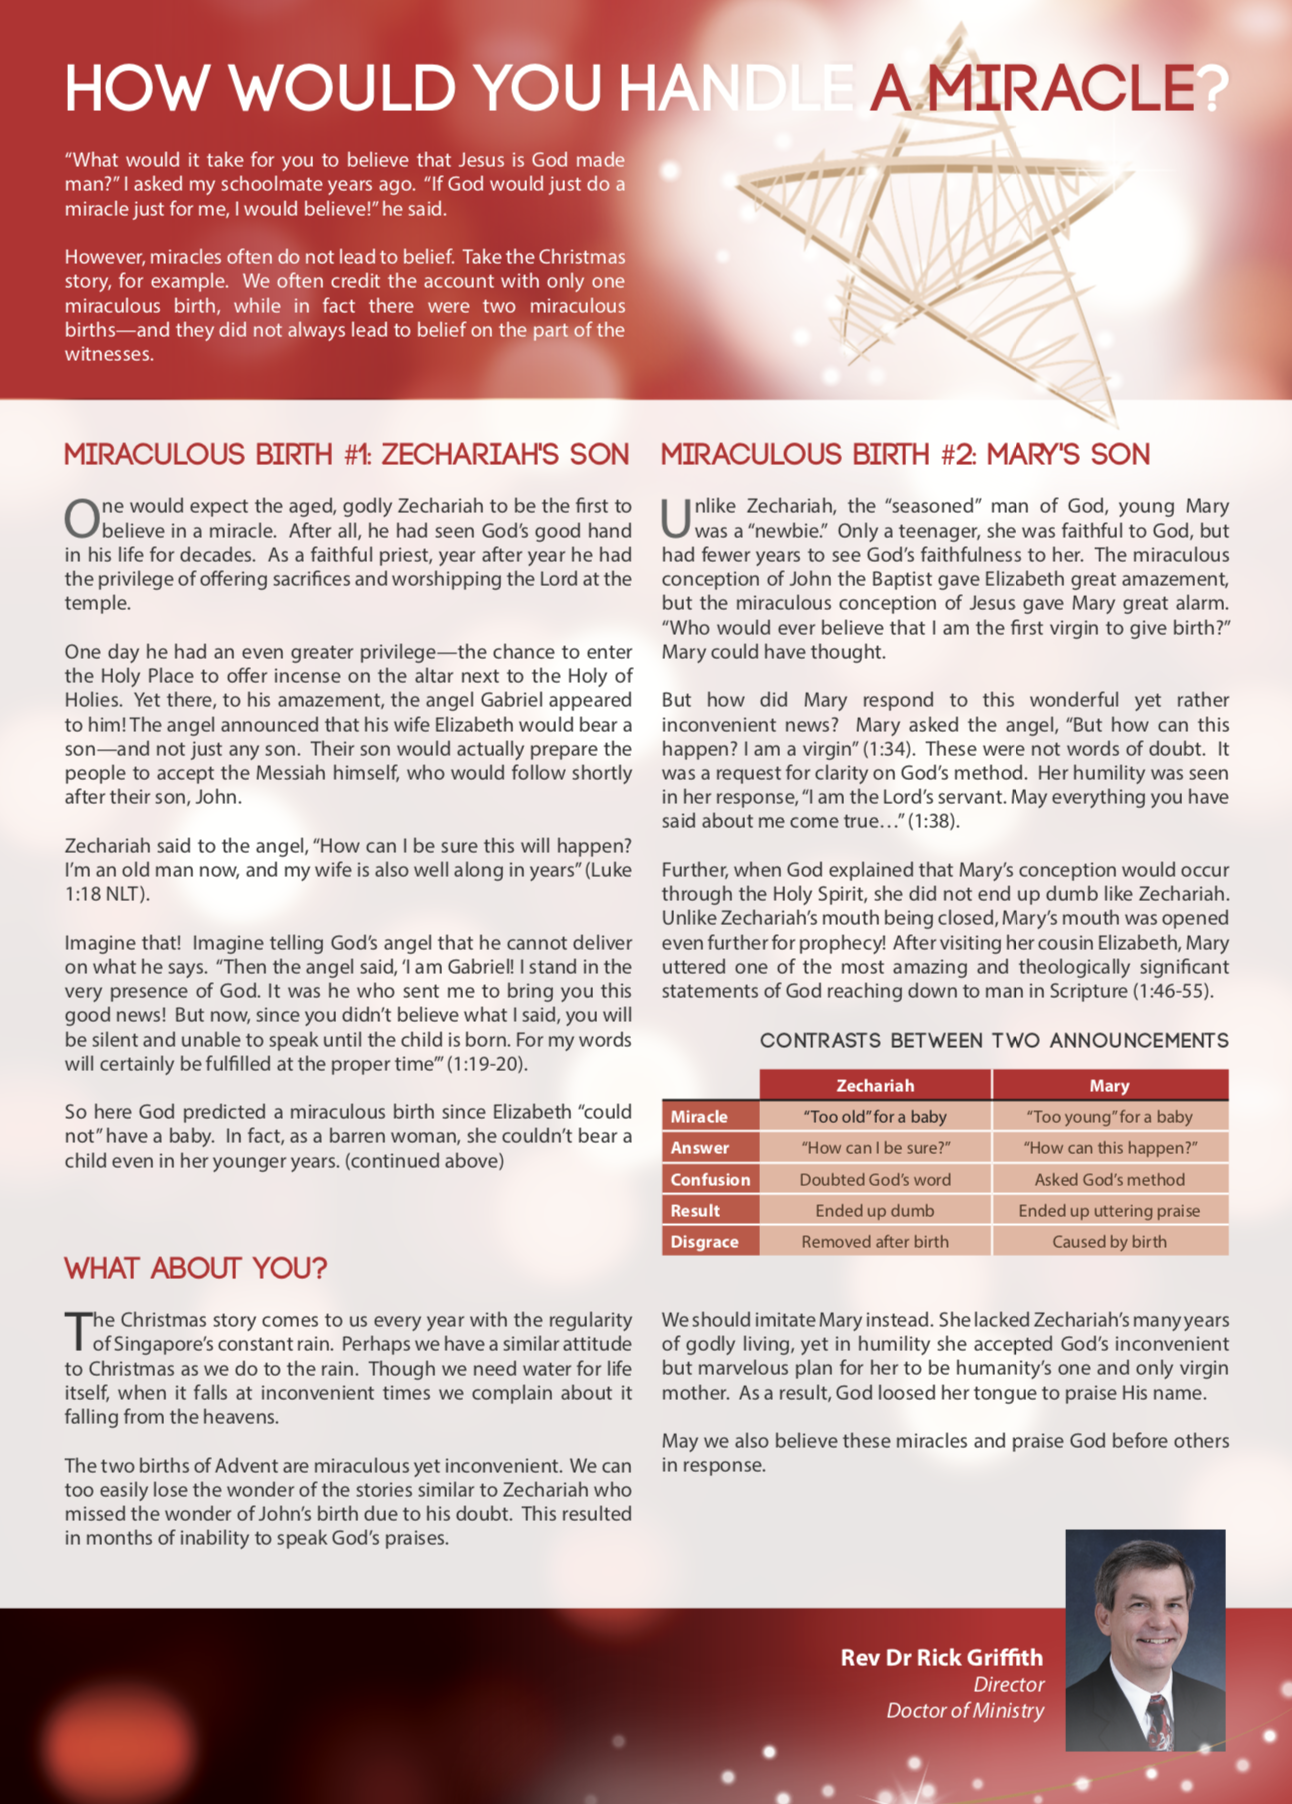 HOW WOULD YOU HANDLE A MIRACLE?
“What would it take for you to believe that Jesus is God made
man?” I asked my schoolmate years ago. “If God would just do a
miracle just for me, I would believe!” he said.
However, miracles often do not lead to belief. Take the Christmas
story, for example. We often credit the account with only one
miraculous birth, while in fact there were two miraculous
births—and they did not always lead to belief on the part of the
witnesses.
MIRACULOUS BIRTH #1: ZECHARIAH'S SON
One would expect the aged, godly Zechariah to be the first to
believe in a miracle. After all, he had seen God’s good hand
in his life for decades. As a faithful priest, year after year he had
the privilege of offering sacrifices and worshipping the Lord at the
temple.
One day he had an even greater privilege—the chance to enter
the Holy Place to offer incense on the altar next to the Holy of
Holies. Yet there, to his amazement, the angel Gabriel appeared
to him! The angel announced that his wife Elizabeth would bear a
son—and not just any son. Their son would actually prepare the
people to accept the Messiah himself, who would follow shortly
after their son, John.
Zechariah said to the angel, “How can I be sure this will happen?
I’m an old man now, and my wife is also well along in years” (Luke
1:18 NLT).
Imagine that! Imagine telling God’s angel that he cannot deliver
on what he says. “Then the angel said, ‘I am Gabriel! I stand in the
very presence of God. It was he who sent me to bring you this
good news! But now, since you didn’t believe what I said, you will
be silent and unable to speak until the child is born. For my words
will certainly be fulfilled at the proper time’” (1:19-20).
So here God predicted a miraculous birth since Elizabeth “could
not” have a baby. In fact, as a barren woman, she couldn’t bear a
child even in her younger years. (continued above)
MIRACULOUS BIRTH #2: MARY'S SON
Unlike Zechariah, the “seasoned” man of God, young Mary
was a “newbie.” Only a teenager, she was faithful to God, but
had fewer years to see God’s faithfulness to her. The miraculous
conception of John the Baptist gave Elizabeth great amazement,
but the miraculous conception of Jesus gave Mary great alarm.
“Who would ever believe that I am the first virgin to give birth?”
Mary could have thought.
But how did Mary respond to this wonderful yet rather
inconvenient news? Mary asked the angel, “But how can this
happen? I am a virgin” (1:34). These were not words of doubt. It
was a request for clarity on God’s method. Her humility was seen
in her response, “I am the Lord’s servant. May everything you have
said about me come true…” (1:38).
Further, when God explained that Mary’s conception would occur
through the Holy Spirit, she did not end up dumb like Zechariah.
Unlike Zechariah’s mouth being closed, Mary’s mouth was opened
even further for prophecy! After visiting her cousin Elizabeth, Mary
uttered one of the most amazing and theologically significant
statements of God reaching down to man in Scripture (1:46-55).
CONTRASTS BETWEEN TWO ANNOUNCEMENTS
Zechariah Mary
Miracle “Too old” for a baby “Too young” for a baby
Answer “How can I be sure?” “How can this happen?”
Confusion Doubted God’s word Asked God’s method
Result Ended up dumb Ended up uttering praise
Disgrace Removed after birth Caused by birth
WHAT ABOUT YOU?
The Christmas story comes to us every year with the regularity
of Singapore’s constant rain. Perhaps we have a similar attitude
to Christmas as we do to the rain. Though we need water for life
itself, when it falls at inconvenient times we complain about it
falling from the heavens.
The two births of Advent are miraculous yet inconvenient. We can
too easily lose the wonder of the stories similar to Zechariah who
missed the wonder of John’s birth due to his doubt. This resulted
in months of inability to speak God’s praises.
We should imitate Mary instead. She lacked Zechariah’s many years
of godly living, yet in humility she accepted God’s inconvenient
but marvelous plan for her to be humanity’s one and only virgin
mother. As a result, God loosed her tongue to praise His name.
May we also believe these miracles and praise God before others
in response.
Rev Dr Rick Griffith
Director
Doctor of Ministry